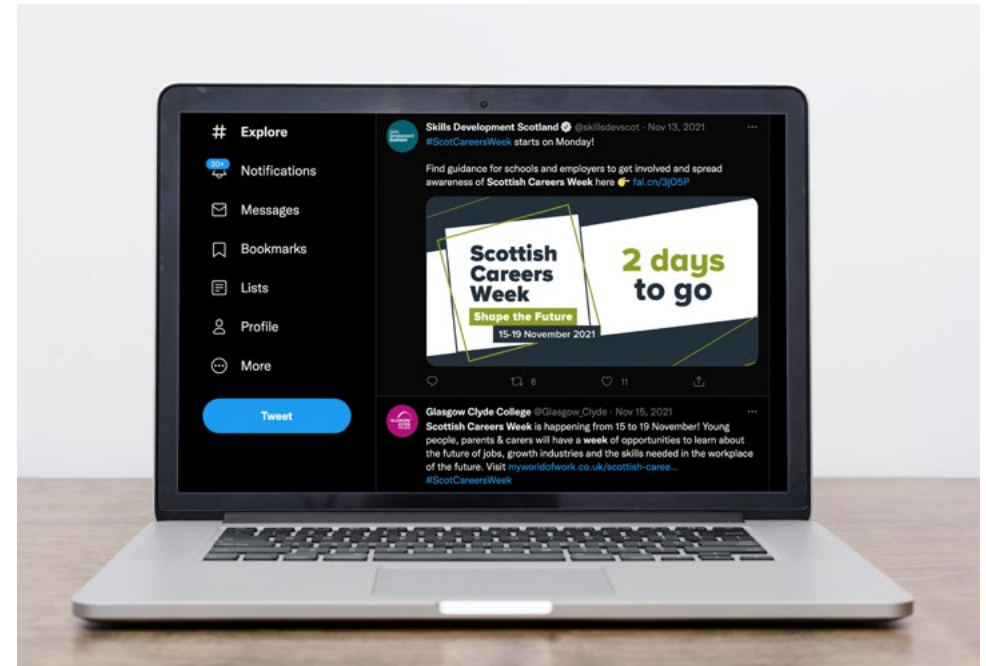 Explore
20+
Notifications
Messages
Bookmarks
Lists
Profile
More
Tweet
Skills Development Scotland @skillsdevscot · Nov 13, 2021
#ScotCareersWeek starts on Monday!
Find guidance for schools and employers to get involved and spread
awareness of Scottish Careers Week here 👉 fal.cn/3jO5P
Scottish
Careers
Week
Shape the Future
15-19 November 2021
2 days
to go
6
11
Glasgow Clyde College @Glasgow_Clyde · Nov 15, 2021
Scottish Careers Week is happening from 15 to 19 November! Young
people, parents & carers will have a week of opportunities to learn about
the future of jobs, growth industries and the skills needed in the workplace
of the future. Visit myworldofwork.co.uk/scottish-caree...
#ScotCareersWeek